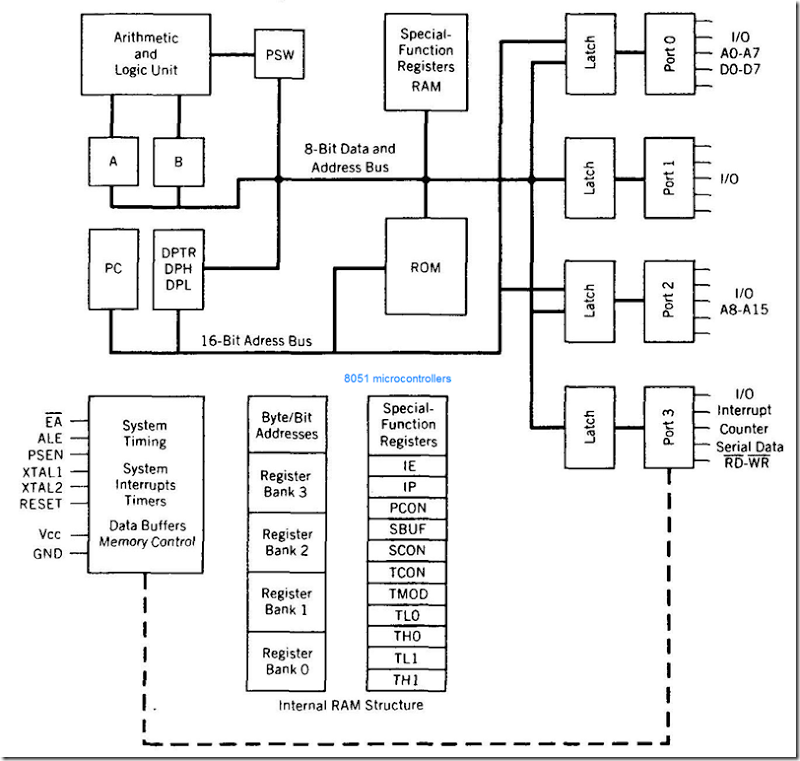 Arithmetic
and
Logic Unit
PSW
Special-
Function
Registers
RAM
Latch
Port 0
I/O
A0-A7
D0-D7
A
B
8-Bit Data and
Address Bus
Latch
Port 1
I/O
PC
DPTR
DPH
DPL
ROM
Latch
Port 2
I/O
A8-A15
16-Bit Adress Bus
8051 microcontrollers
Latch
Port 3
I/O
Interrupt
Counter
Serial Data
RD-WR
EA
ALE
PSEN
XTAL1
XTAL2
RESET
Vcc
GND
System
Timing
System
Interrupts
Timers
Data Buffers
Memory Control
Byte/Bit
Addresses
Register
Bank 3
Register
Bank 2
Register
Bank 1
Register
Bank 0
Special-
Function
Registers
IE
IP
PCON
SBUF
SCON
TCON
TMOD
TL0
TH0
TL1
TH1
Internal RAM Structure